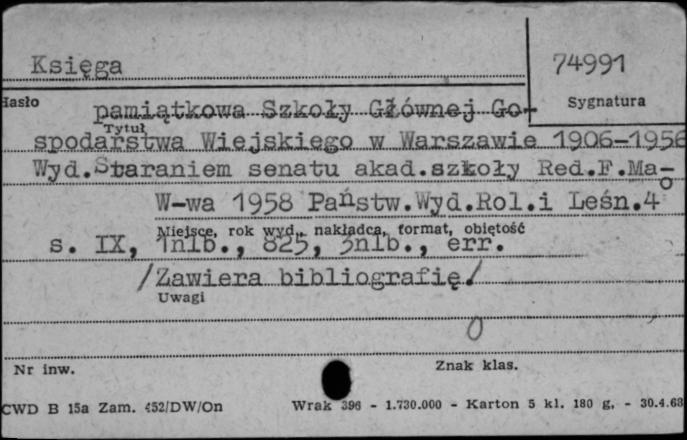 Księga
74991
Hasło
Sygnatura
pamiątkowa Szkoły Głównej Go-
Tytuł
spodarstwa Wiejskiego w Warszawie 1906-1956
Wyd.Staraniem senatu akad.szkoły Red.F.Ma-
W-wa 1958 Państw.Wyd.Rol.i Leśn.4o
Miejsce, rok wyd., nakładca, format, objętość
s. IX, 1nlb., 825, 3nlb., err.
/Zawiera bibliografię/
Uwagi
0
Nr inw.
Znak klas.
CWD B 15a Zam. 452/DW/On
Wrak 396 - 1.730.000 - Karton 5 kl. 180 g. - 30.4.63